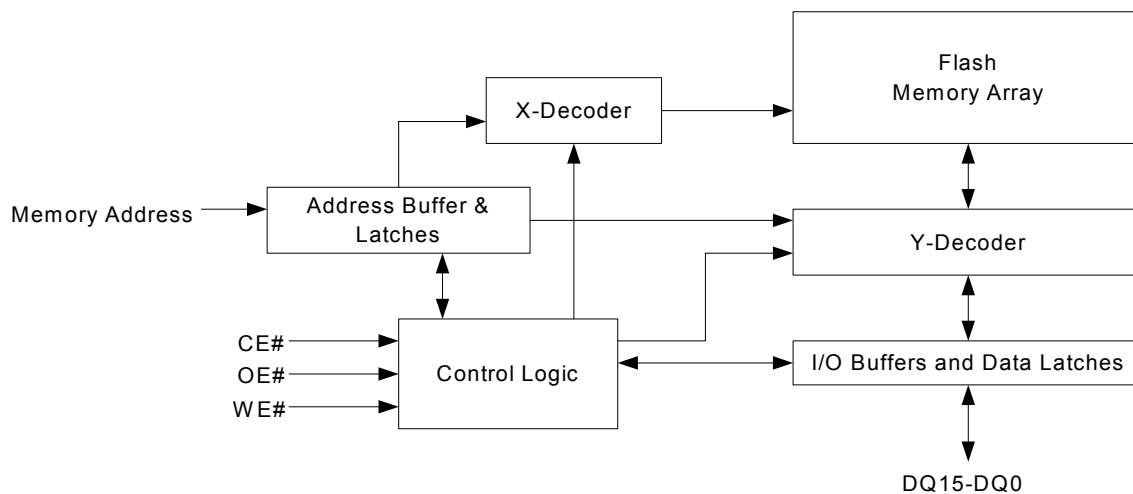 Flash
Memory Array
X-Decoder
Memory Address
Address Buffer &
Latches
Y-Decoder
CE#
OE#
WE#
Control Logic
I/O Buffers and Data Latches
DQ15-DQ0